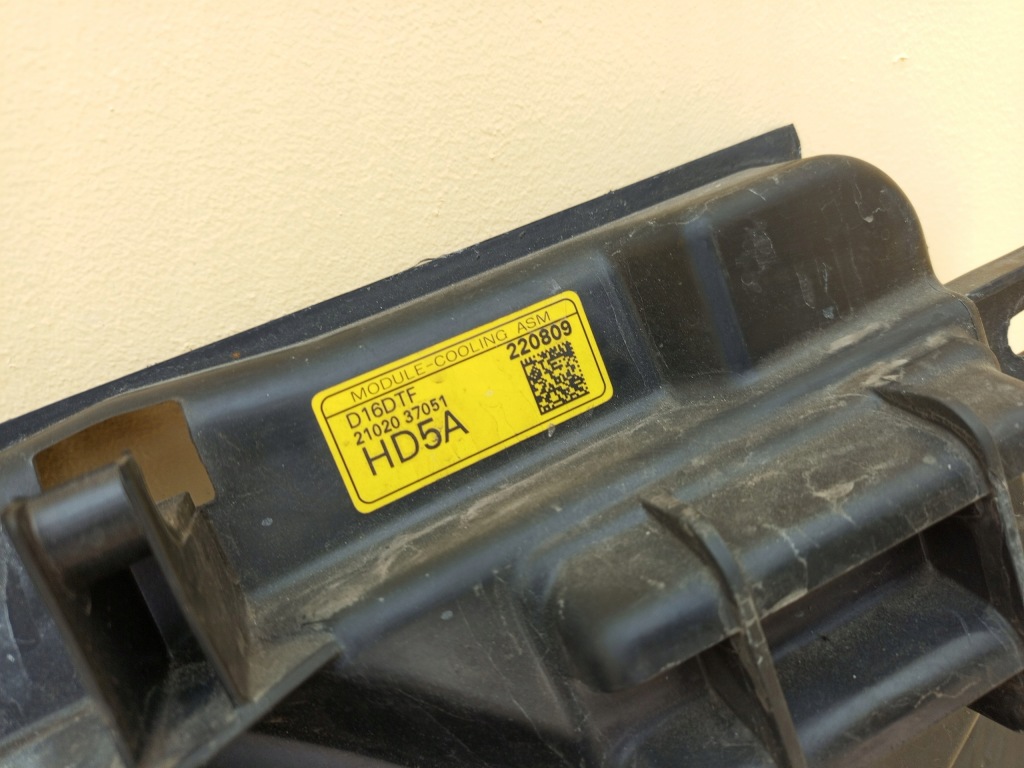 MODULE-COOLING ASM
220809
D16DTF
21020 37051
HD5A